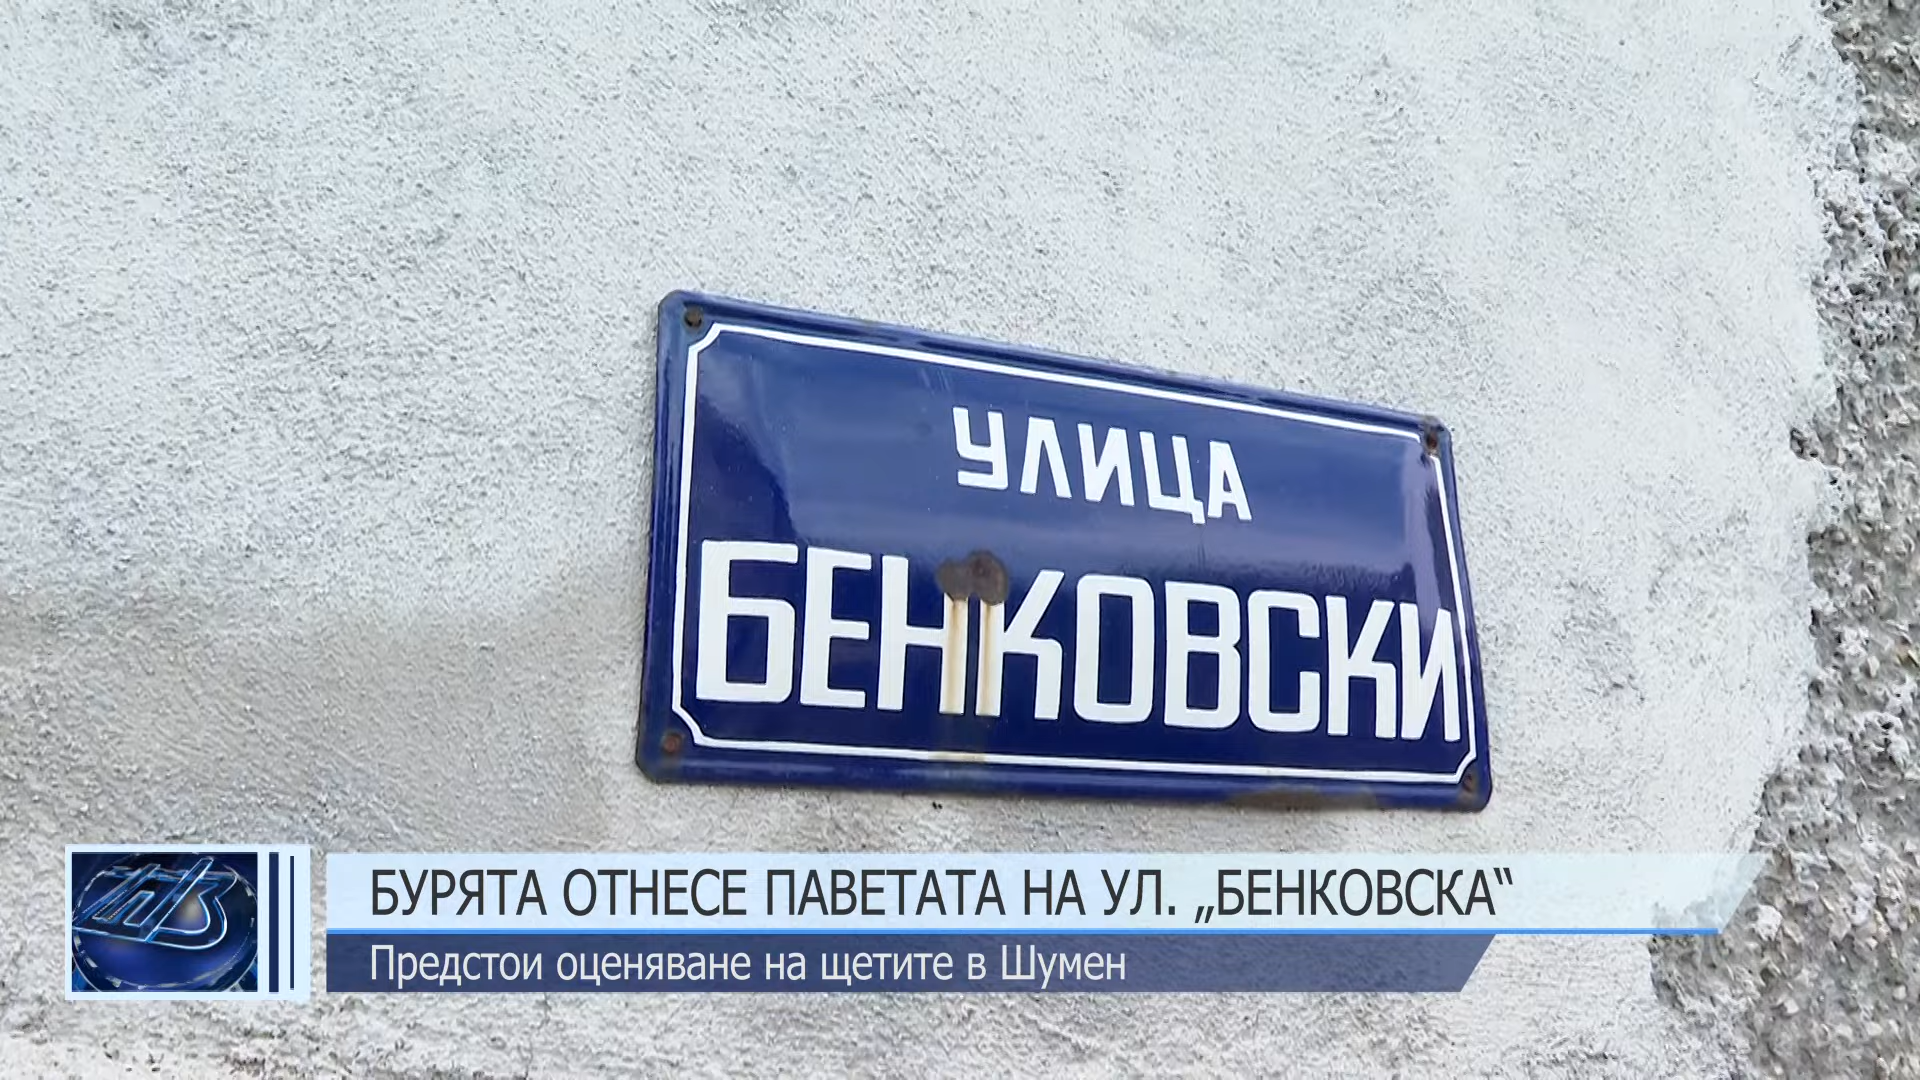 УЛИЦА
БЕНКОВСКИ
БУРЯТА ОТНЕСЕ ПАВЕТАТА НА УЛ. „БЕНКОВСКА“
Предстои оценяване на щетите в Шумен